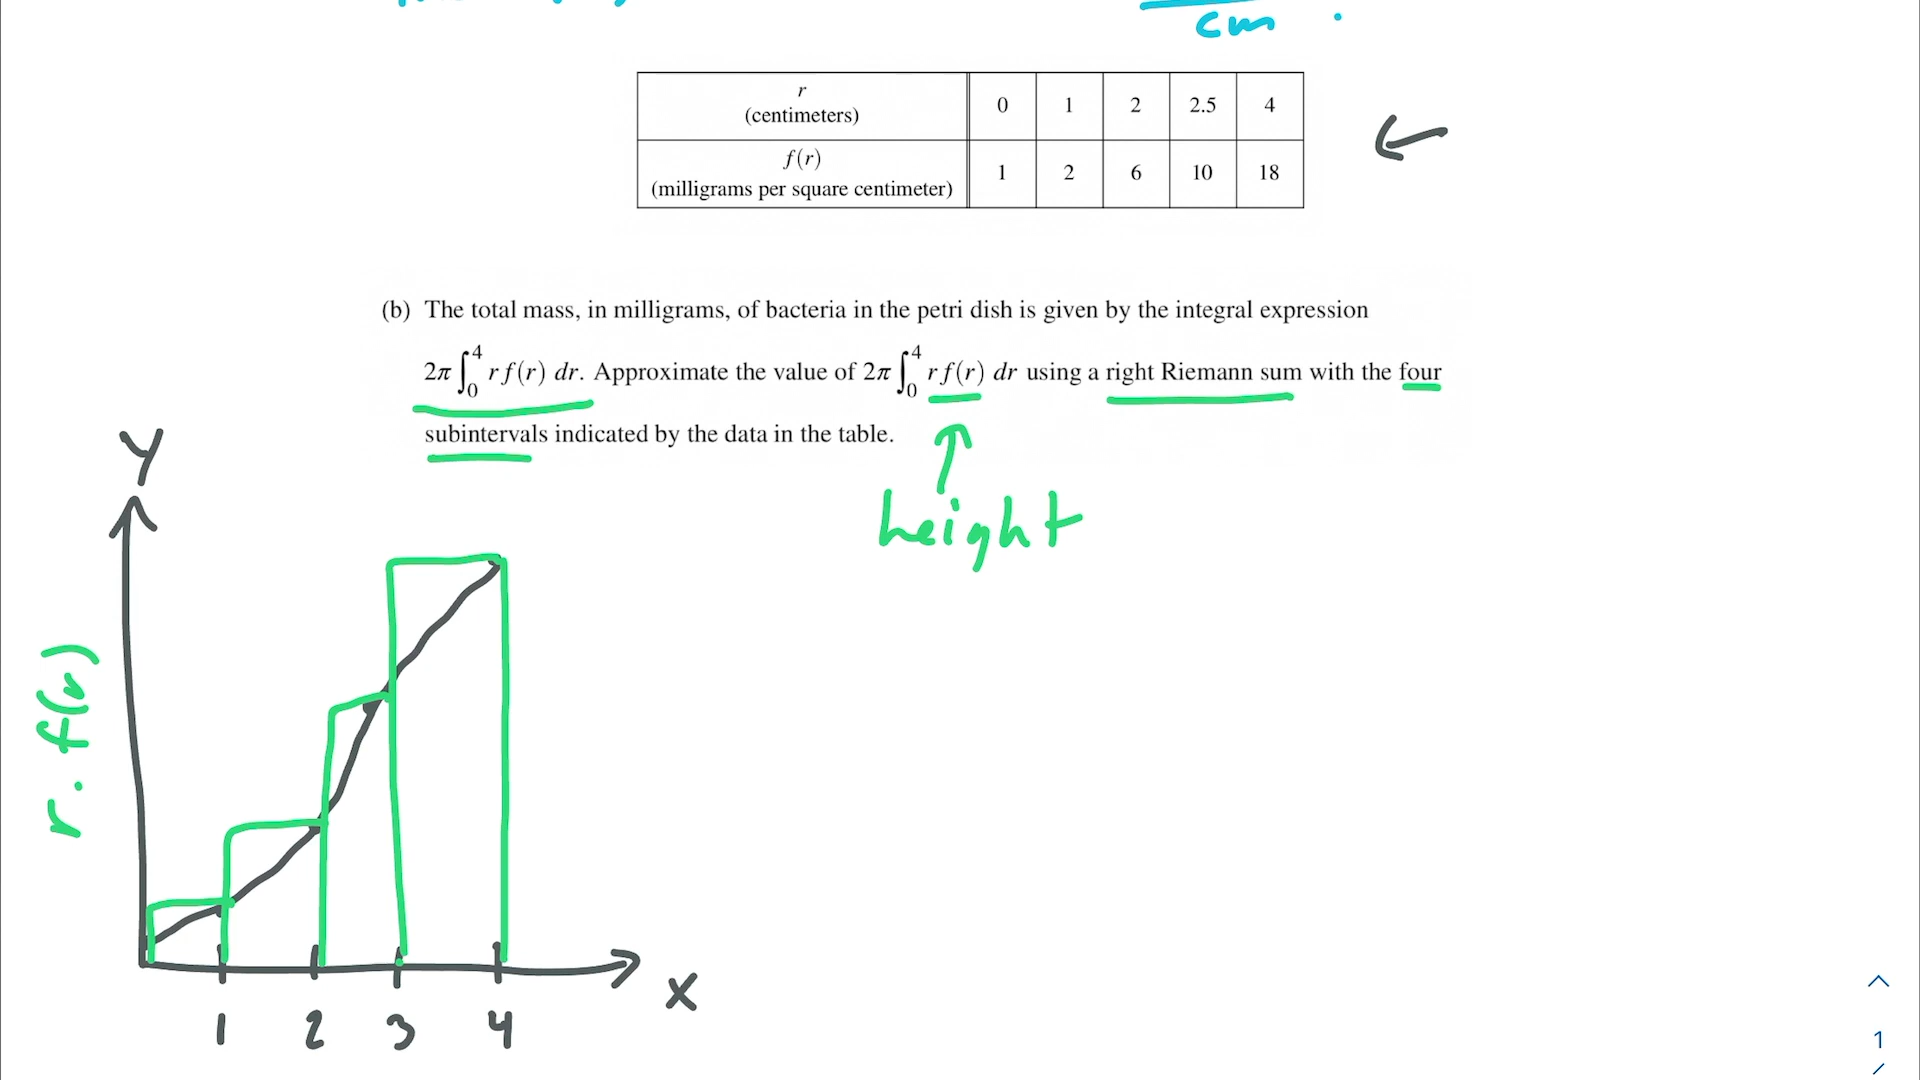 cm .
r
(centimeters)
0 1 2 2.5 4
f(r)
(milligrams per square centimeter)
1 2 6 10 18
(b) The total mass, in milligrams, of bacteria in the petri dish is given by the integral expression
2π∫₀⁴ r f(r) dr. Approximate the value of 2π∫₀⁴ r f(r) dr using a right Riemann sum with the four
subintervals indicated by the data in the table.
height
y
r. f(r)
x
1 2 3 4
1